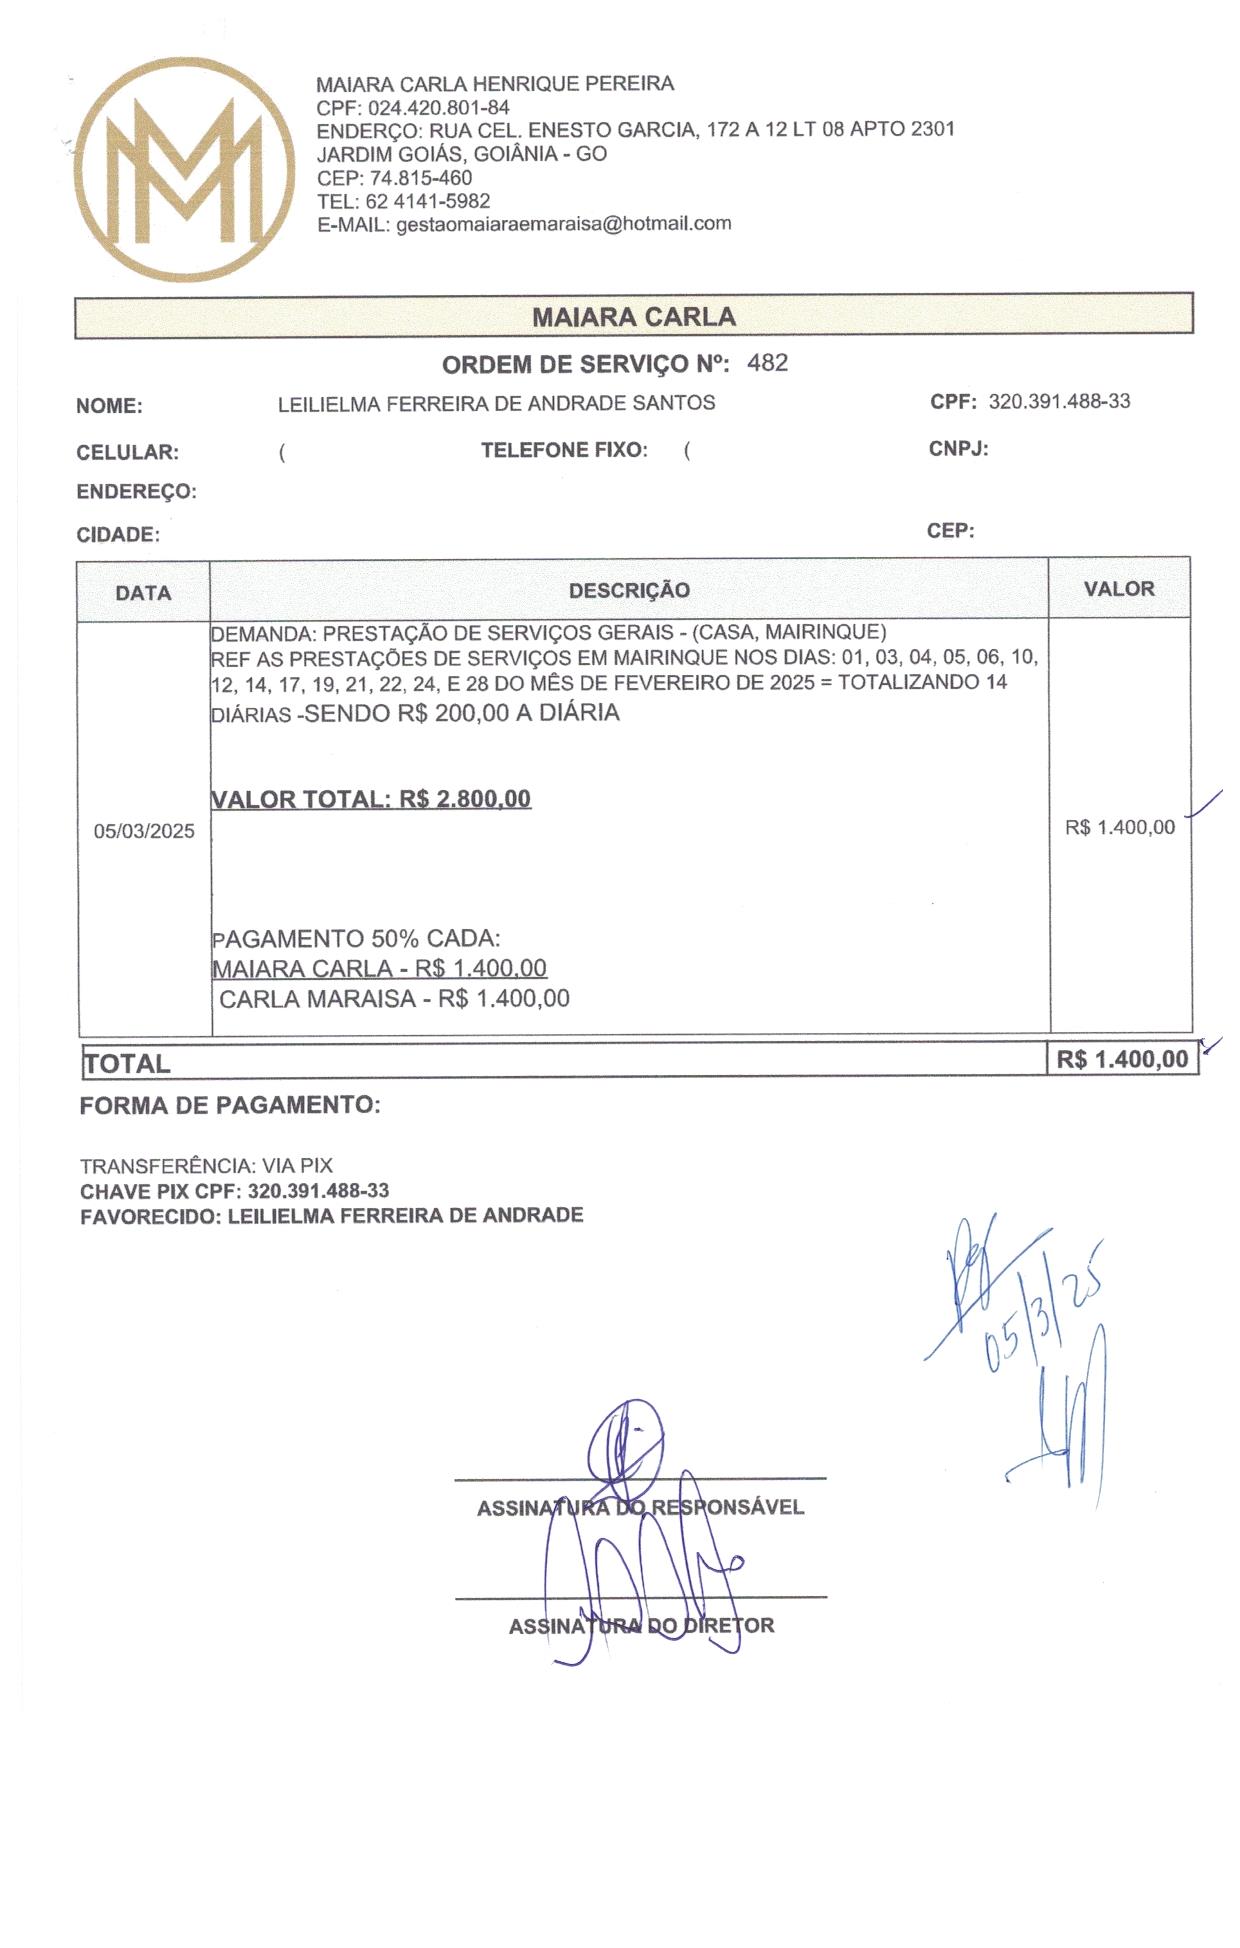 MAIARA CARLA HENRIQUE PEREIRA
CPF: 024.420.801-84
ENDERÇO: RUA CEL. ENESTO GARCIA, 172 A 12 LT 08 APTO 2301
JARDIM GOIÁS, GOIÂNIA - GO
CEP: 74.815-460
TEL: 62 4141-5982
E-MAIL: gestaomaiaraemaraisa@hotmail.com
MAIARA CARLA
ORDEM DE SERVIÇO Nº: 482
NOME: LEILIELMA FERREIRA DE ANDRADE SANTOS CPF: 320.391.488-33
CELULAR: ( TELEFONE FIXO: ( CNPJ:
ENDEREÇO:
CIDADE: CEP:
DATA DESCRIÇÃO VALOR
DEMANDA: PRESTAÇÃO DE SERVIÇOS GERAIS - (CASA, MAIRINQUE)
REF AS PRESTAÇÕES DE SERVIÇOS EM MAIRINQUE NOS DIAS: 01, 03, 04, 05, 06, 10,
12, 14, 17, 19, 21, 22, 24, E 28 DO MÊS DE FEVEREIRO DE 2025 = TOTALIZANDO 14
DIÁRIAS -SENDO R$ 200,00 A DIÁRIA
VALOR TOTAL: R$ 2.800,00
05/03/2025 R$ 1.400,00
PAGAMENTO 50% CADA:
MAIARA CARLA - R$ 1.400,00
CARLA MARAISA - R$ 1.400,00
TOTAL R$ 1.400,00
FORMA DE PAGAMENTO:
TRANSFERÊNCIA: VIA PIX
CHAVE PIX CPF: 320.391.488-33
FAVORECIDO: LEILIELMA FERREIRA DE ANDRADE
05/3/25
ASSINATURA DO RESPONSÁVEL
ASSINATURA DO DIRETOR